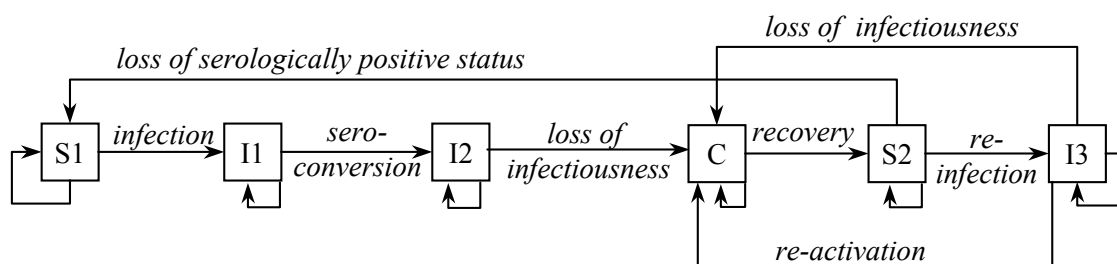 loss of infectiousness
loss of serologically positive status
S1
infection
I1
sero-
conversion
I2
loss of
infectiousness
C
recovery
S2
re-
infection
I3
re-activation